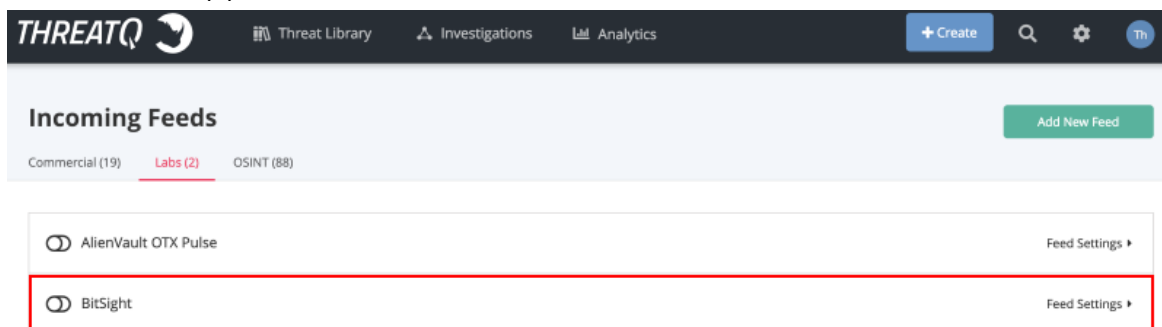 THREATQ Threat Library Investigations Analytics + Create Th
Incoming Feeds
Add New Feed
Commercial (19) Labs (2) OSINT (88)
AlienVault OTX Pulse Feed Settings
BitSight Feed Settings